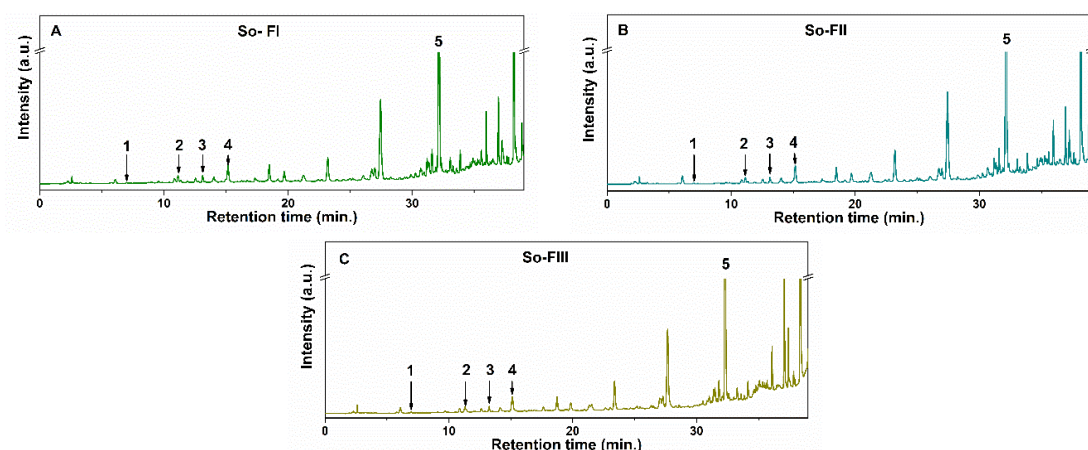 A
So- FI
5
1
2
3
4
Intensity (a.u.)
0
10
20
30
Retention time (min.)
B
So-FII
5
1
2
3
4
Intensity (a.u.)
0
10
20
30
Retention time (min.)
C
So-FIII
5
1
2
3
4
Intensity (a.u.)
0
10
20
30
Retention time (min.)